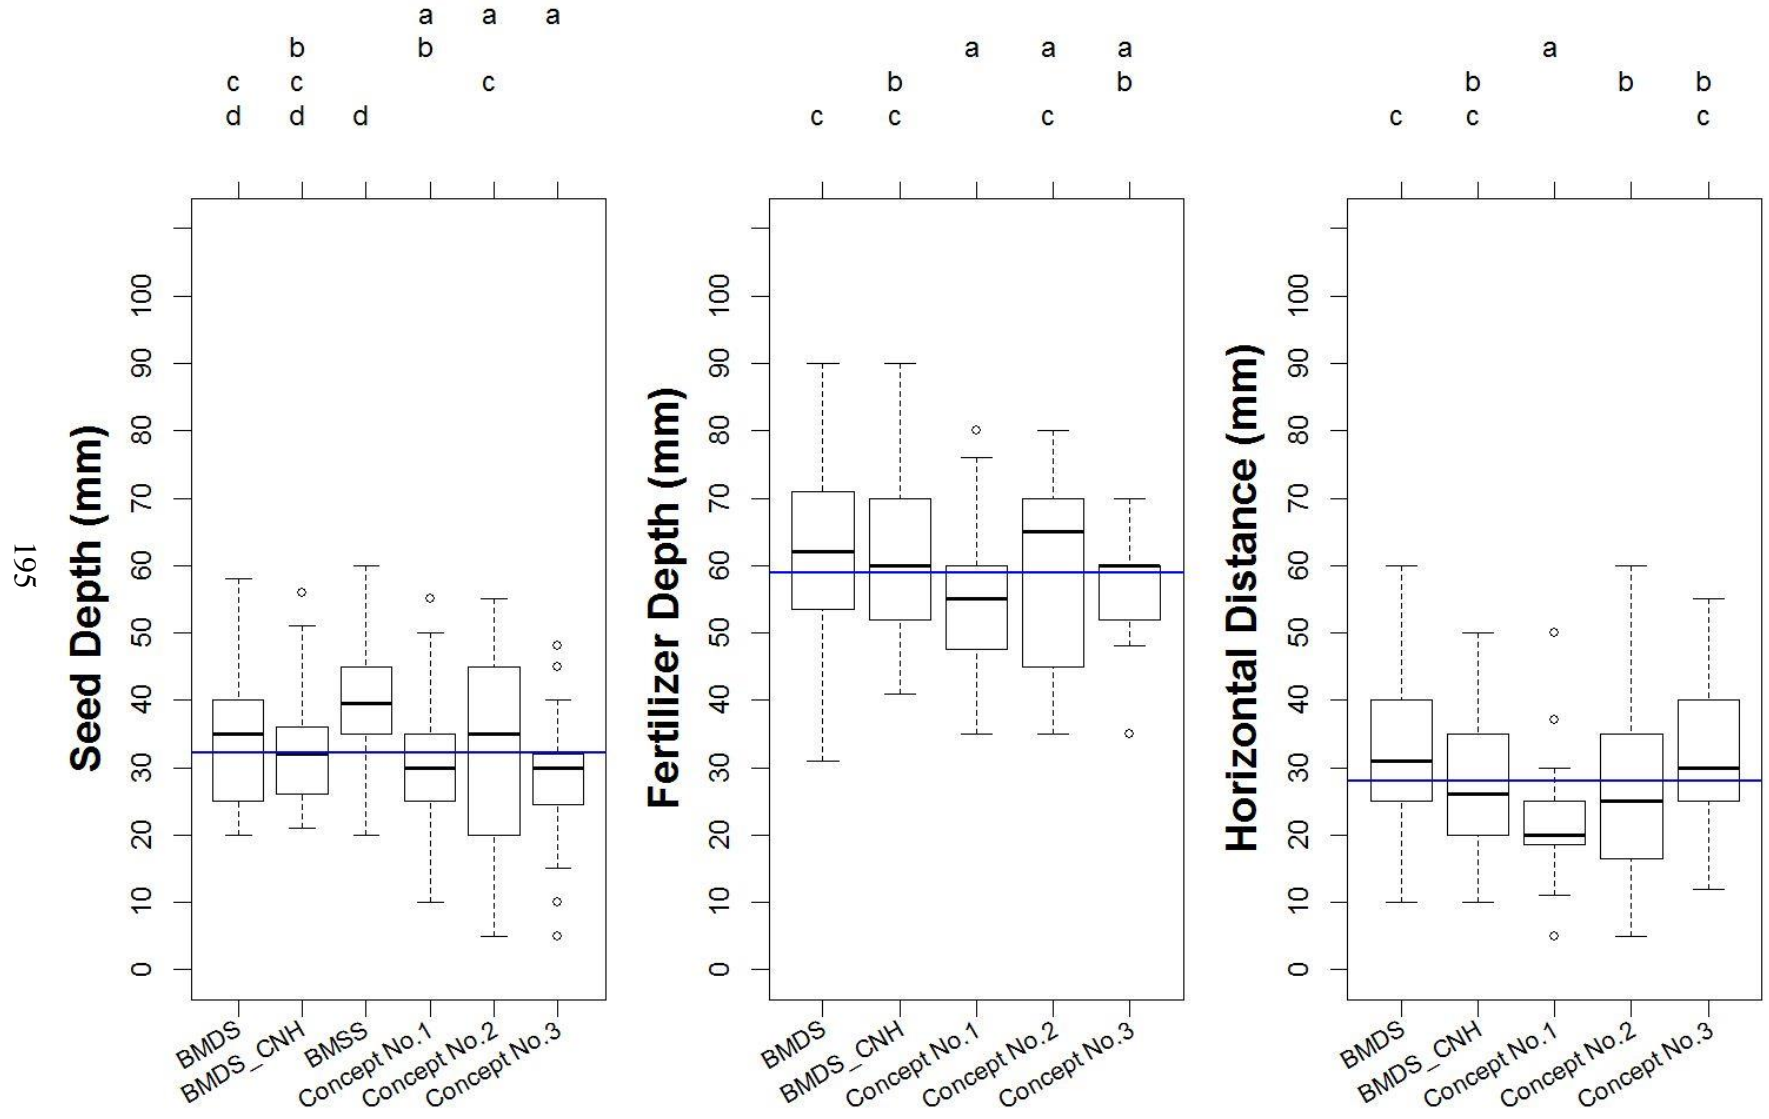 a a a
b b
c c c
d d d
a a a
b b
c c c
a
b b b
c c c
195
Seed Depth (mm)
100
90
80
70
60
50
40
30
20
10
0
BMDS
BMDS_CNH
BMSS
Concept No.1
Concept No.2
Concept No.3
Fertilizer Depth (mm)
100
90
80
70
60
50
40
30
20
10
0
BMDS
BMDS_CNH
Concept No.1
Concept No.2
Concept No.3
Horizontal Distance (mm)
100
90
80
70
60
50
40
30
20
10
0
BMDS
BMDS_CNH
Concept No.1
Concept No.2
Concept No.3